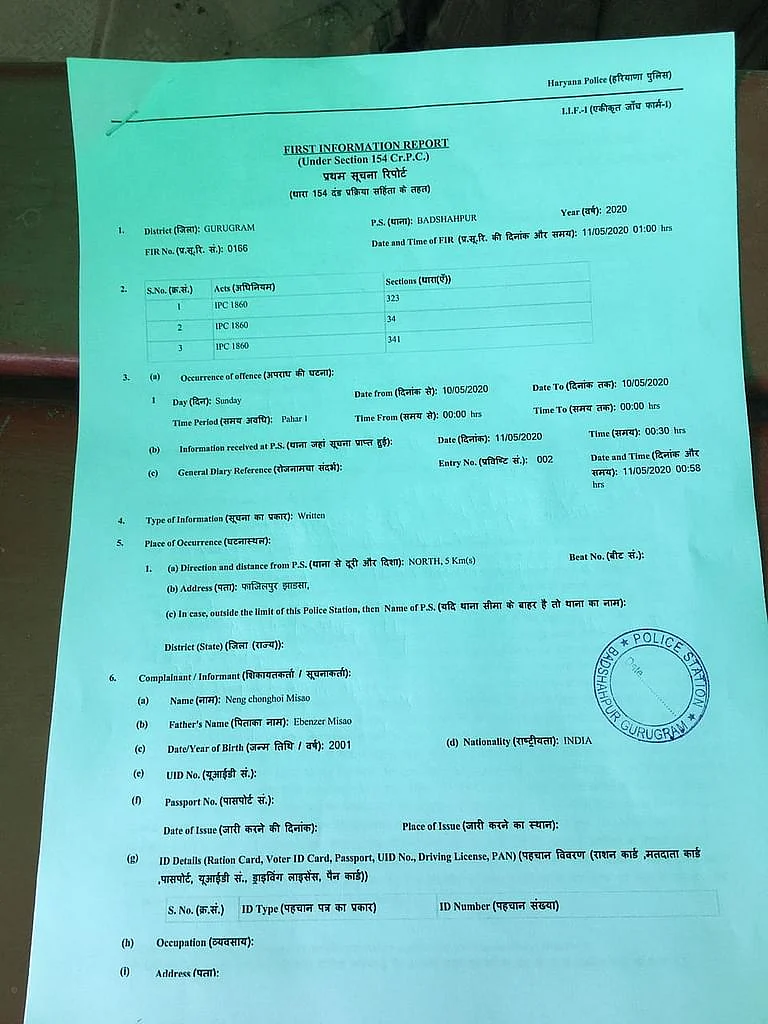 Haryana Police (हरियाणा पुलिस)
I.I.F.-I (एकीकृत जाँच फार्म-I)
FIRST INFORMATION REPORT
(Under Section 154 Cr.P.C.)
प्रथम सूचना रिपोर्ट
(धारा 154 दंड प्रक्रिया सहिंता के तहत)
1. District (जिला): GURUGRAM P.S. (थाना): BADSHAHPUR Year (वर्ष): 2020
FIR No. (प्र.सू.रि. सं.): 0166 Date and Time of FIR (प्र.सू.रि. की दिनांक और समय): 11/05/2020 01:00 hrs
2. S.No. (क्र.सं.) Acts (अधिनियम) Sections (धारा(एँ))
1 IPC 1860 323
2 IPC 1860 34
3 IPC 1860 341
3. (a) Occurrence of offence (अपराध की घटना):
1 Day (दिन): Sunday Date from (दिनांक से): 10/05/2020 Date To (दिनांक तक): 10/05/2020
Time Period (समय अवधि): Pahar I Time From (समय से): 00:00 hrs Time To (समय तक): 00:00 hrs
(b) Information received at P.S. (थाना जहां सूचना प्राप्त हुई): Date (दिनांक): 11/05/2020 Time (समय): 00:30 hrs
(c) General Diary Reference (रोजनामचा संदर्भ): Entry No. (प्रविष्टि सं.): 002 Date and Time (दिनांक और
समय): 11/05/2020 00:58
hrs
4. Type of Information (सूचना का प्रकार): Written
5. Place of Occurrence (घटनास्थल):
1. (a) Direction and distance from P.S. (थाना से दूरी और दिशा): NORTH, 5 Km(s) Beat No. (बीट सं.):
(b) Address (पता): फाजिलपुर झाडसा,
(c) In case, outside the limit of this Police Station, then Name of P.S. (यदि थाना सीमा के बाहर है तो थाना का नाम):
District (State) (जिला (राज्य)):
6. Complainant / Informant (शिकायतकर्ता / सूचनाकर्ता):
(a) Name (नाम): Neng chonghoi Misao
(b) Father's Name (पिताका नाम): Ebenzer Misao
(c) Date/Year of Birth (जन्म तिथि / वर्ष): 2001 (d) Nationality (राष्ट्रीयता): INDIA
(e) UID No. (यूआईडी सं.):
(f) Passport No. (पासपोर्ट सं.):
Date of Issue (जारी करने की दिनांक): Place of Issue (जारी करने का स्थान):
(g) ID Details (Ration Card, Voter ID Card, Passport, UID No., Driving License, PAN) (पहचान विवरण (राशन कार्ड ,मतदाता कार्ड
,पासपोर्ट, यूआईडी सं., ड्राइविंग लाइसेंस, पैन कार्ड))
S. No. (क्र.सं.) ID Type (पहचान पत्र का प्रकार) ID Number (पहचान संख्या)
(h) Occupation (व्यवसाय):
(i) Address (पता):
POLICE STATION
BADSHAHPUR GURUGRAM
Date